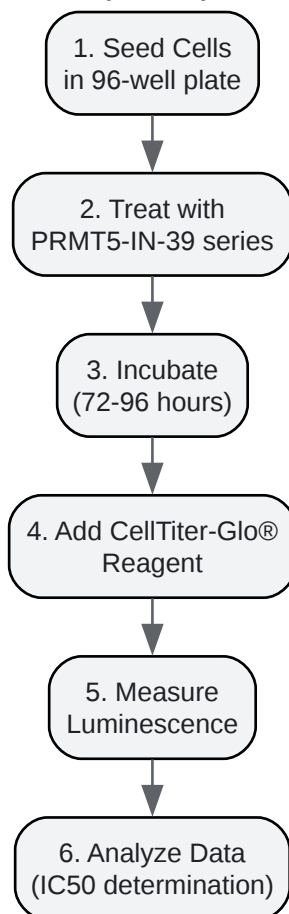 1. Seed Cells
in 96-well plate
2. Treat with
PRMT5-IN-39 series
3. Incubate
(72-96 hours)
4. Add CellTiter-Glo®
Reagent
5. Measure
Luminescence
6. Analyze Data
(IC50 determination)